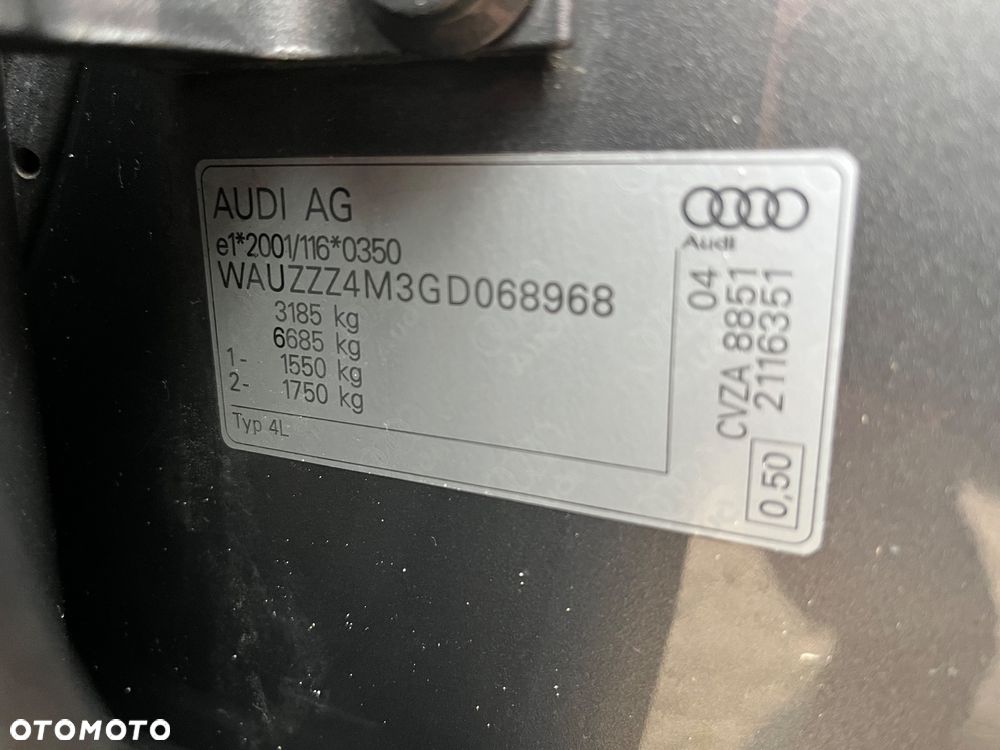 AUDI AG
e1*2001/116*0350
WAUZZZ4M3GD068968
3185 kg
6685 kg
1- 1550 kg
2- 1750 kg
Typ 4L
Audi
04
CVZA 8851
2116351
0,50
OTOMOTO